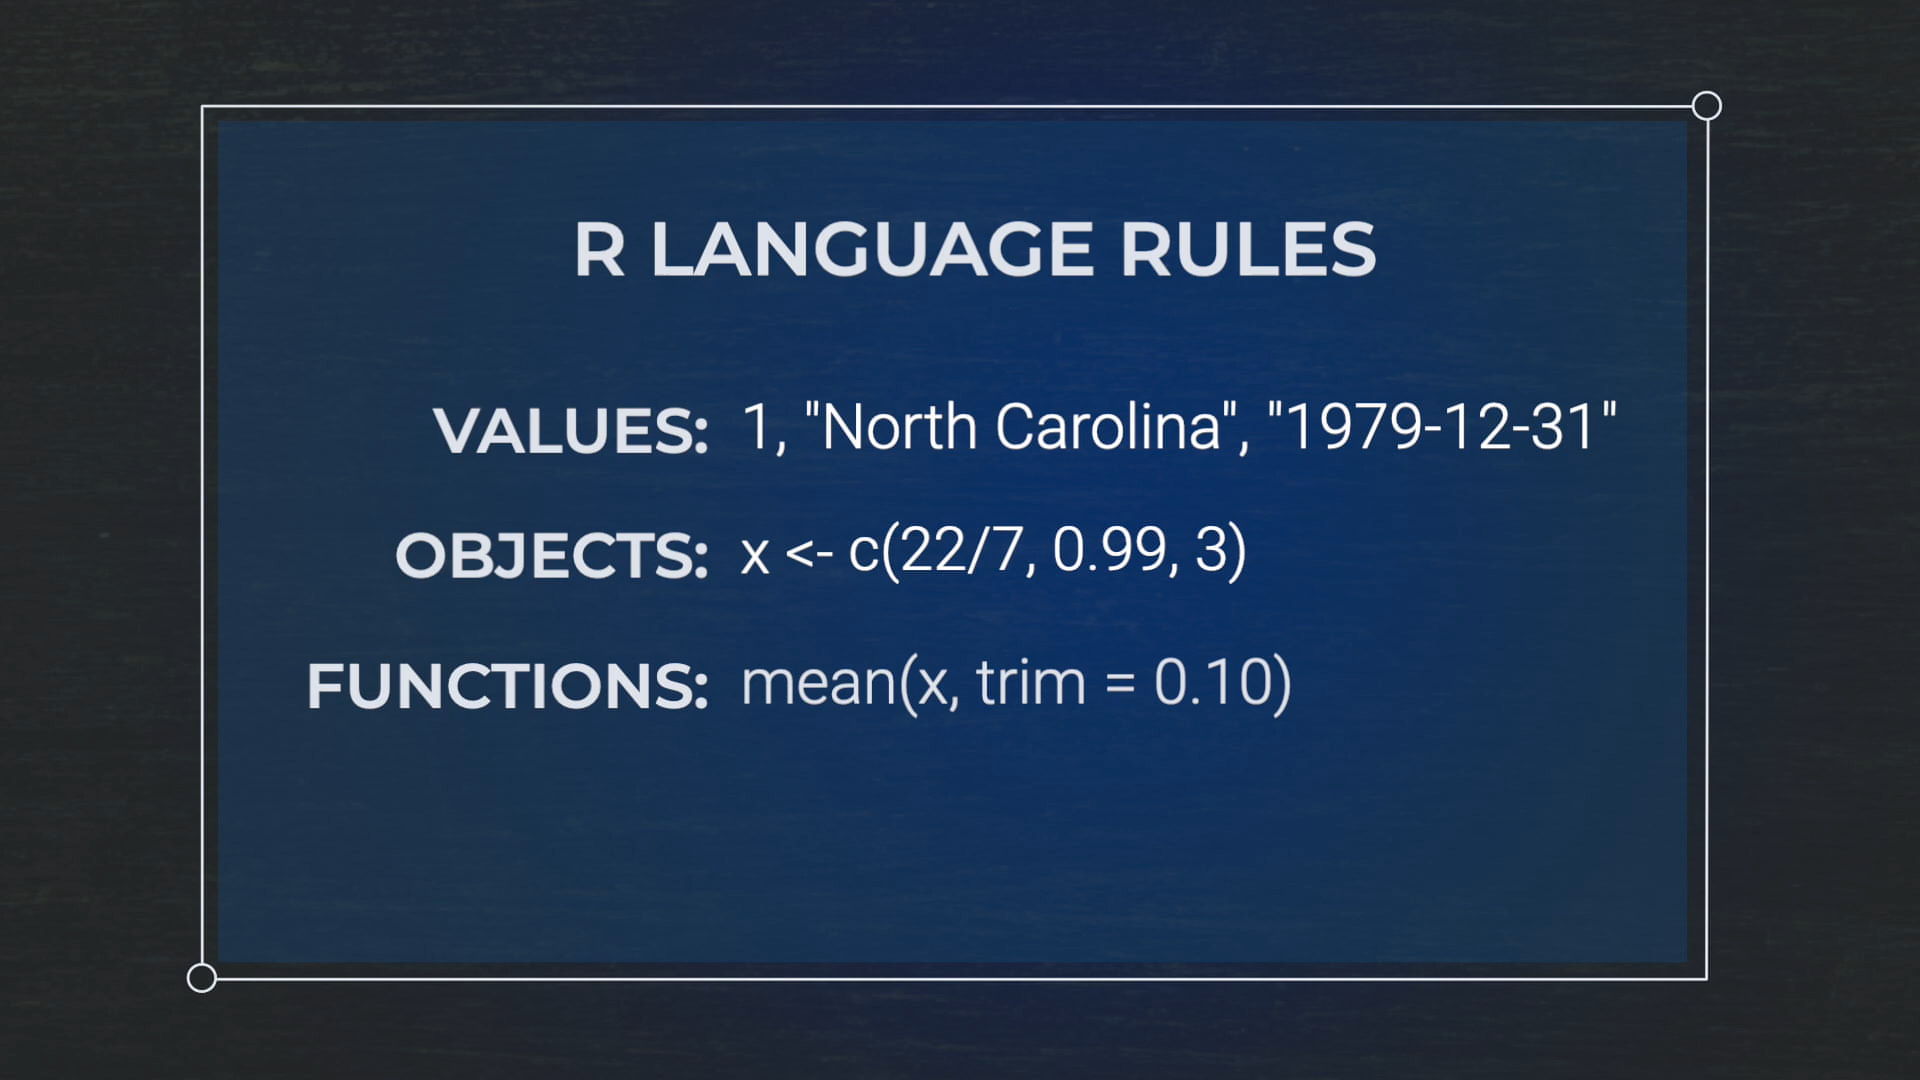 R LANGUAGE RULES
VALUES: 1, "North Carolina", "1979-12-31"
OBJECTS: x <- c(22/7, 0.99, 3)
FUNCTIONS: mean(x, trim = 0.10)